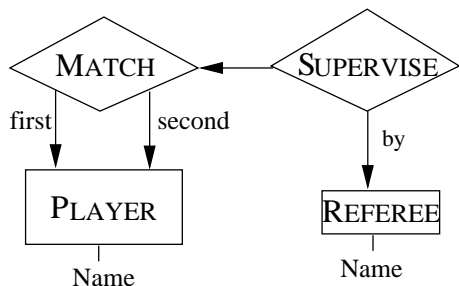 MATCH
SUPERVISE
first
second
by
PLAYER
REFEREE
Name
Name